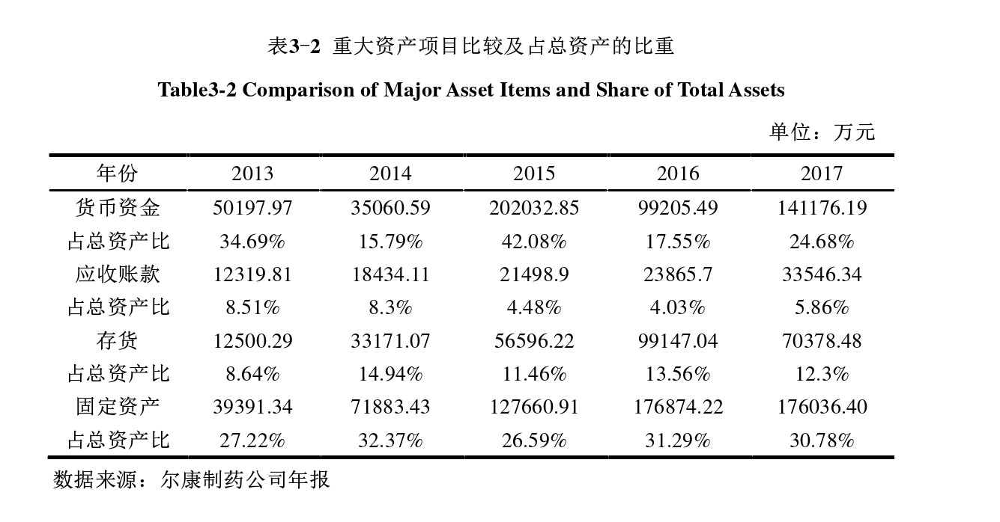 表3-2 重大资产项目比较及占总资产的比重
Table3-2 Comparison of Major Asset Items and Share of Total Assets
单位：万元
年份 2013 2014 2015 2016 2017
货币资金 50197.97 35060.59 202032.85 99205.49 141176.19
占总资产比 34.69% 15.79% 42.08% 17.55% 24.68%
应收账款 12319.81 18434.11 21498.9 23865.7 33546.34
占总资产比 8.51% 8.3% 4.48% 4.03% 5.86%
存货 12500.29 33171.07 56596.22 99147.04 70378.48
占总资产比 8.64% 14.94% 11.46% 13.56% 12.3%
固定资产 39391.34 71883.43 127660.91 176874.22 176036.40
占总资产比 27.22% 32.37% 26.59% 31.29% 30.78%
数据来源：尔康制药公司年报